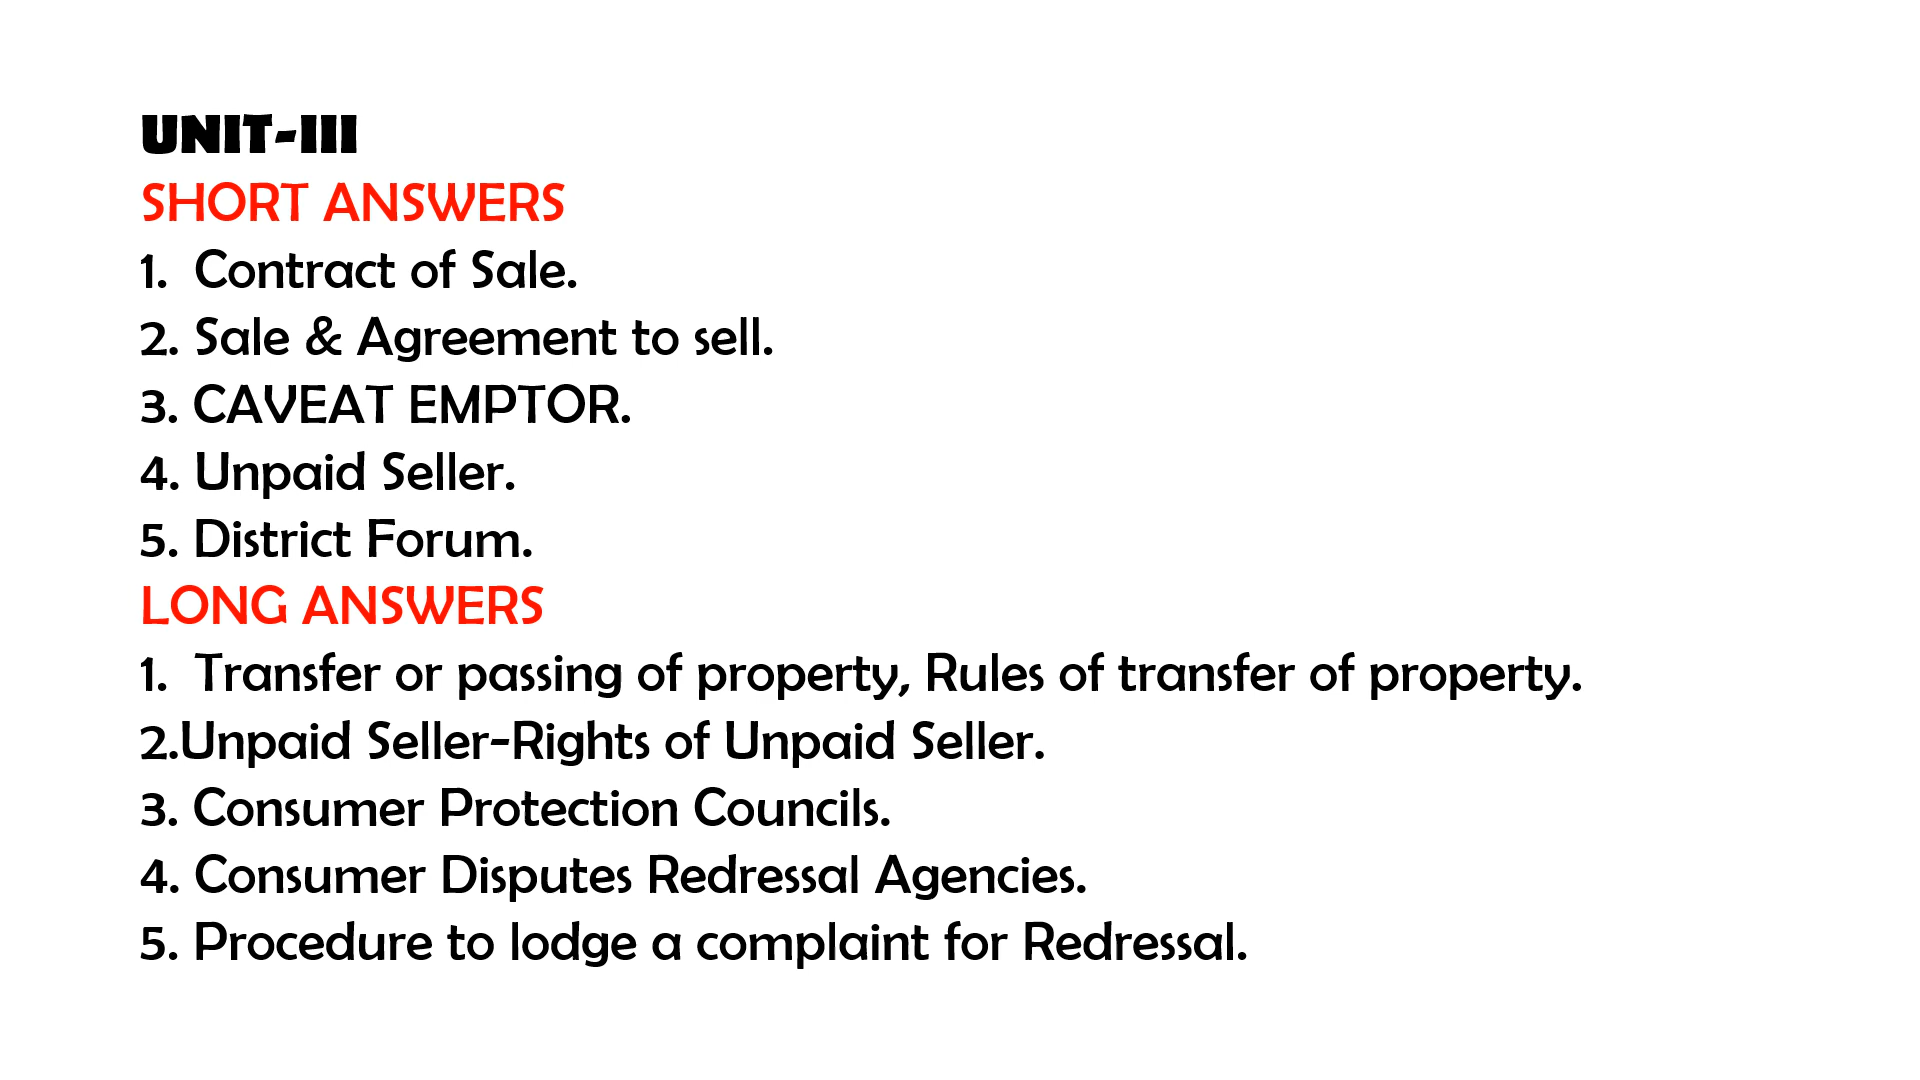 UNIT-III
SHORT ANSWERS
1. Contract of Sale.
2. Sale & Agreement to sell.
3. CAVEAT EMPTOR.
4. Unpaid Seller.
5. District Forum.
LONG ANSWERS
1. Transfer or passing of property, Rules of transfer of property.
2.Unpaid Seller-Rights of Unpaid Seller.
3. Consumer Protection Councils.
4. Consumer Disputes Redressal Agencies.
5. Procedure to lodge a complaint for Redressal.